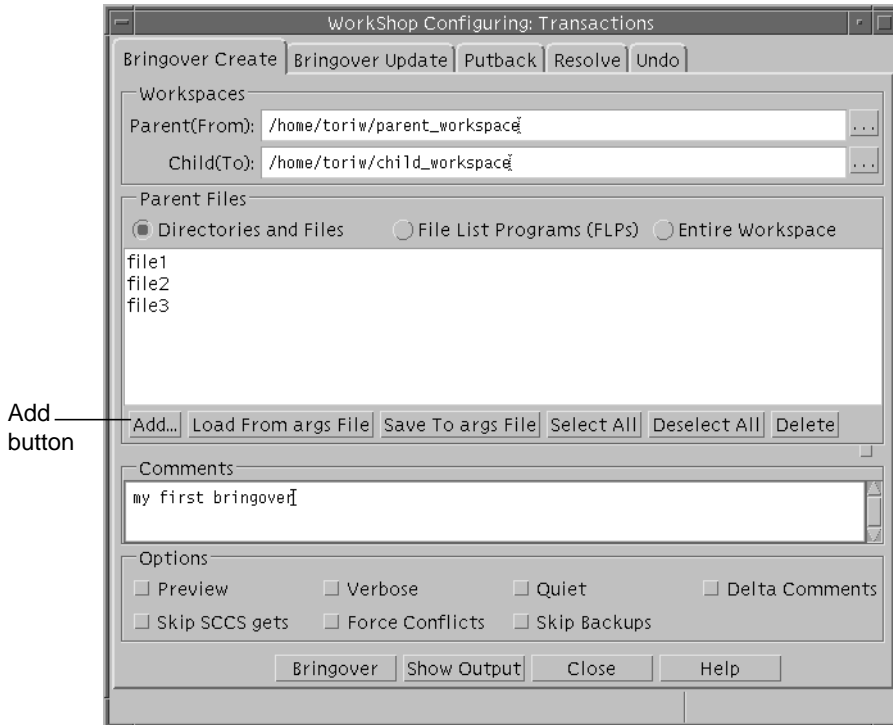 WorkShop Configuring: Transactions
Bringover Create Bringover Update Putback Resolve Undo
Workspaces
Parent(From): /home/toriw/parent_workspace ...
Child(To): /home/toriw/child_workspace ...
Parent Files
Directories and Files File List Programs (FLPs) Entire Workspace
file1
file2
file3
Add button
Add... Load From args File Save To args File Select All Deselect All Delete
Comments
my first bringover
Options
Preview Verbose Quiet Delta Comments
Skip SCCS gets Force Conflicts Skip Backups
Bringover Show Output Close Help